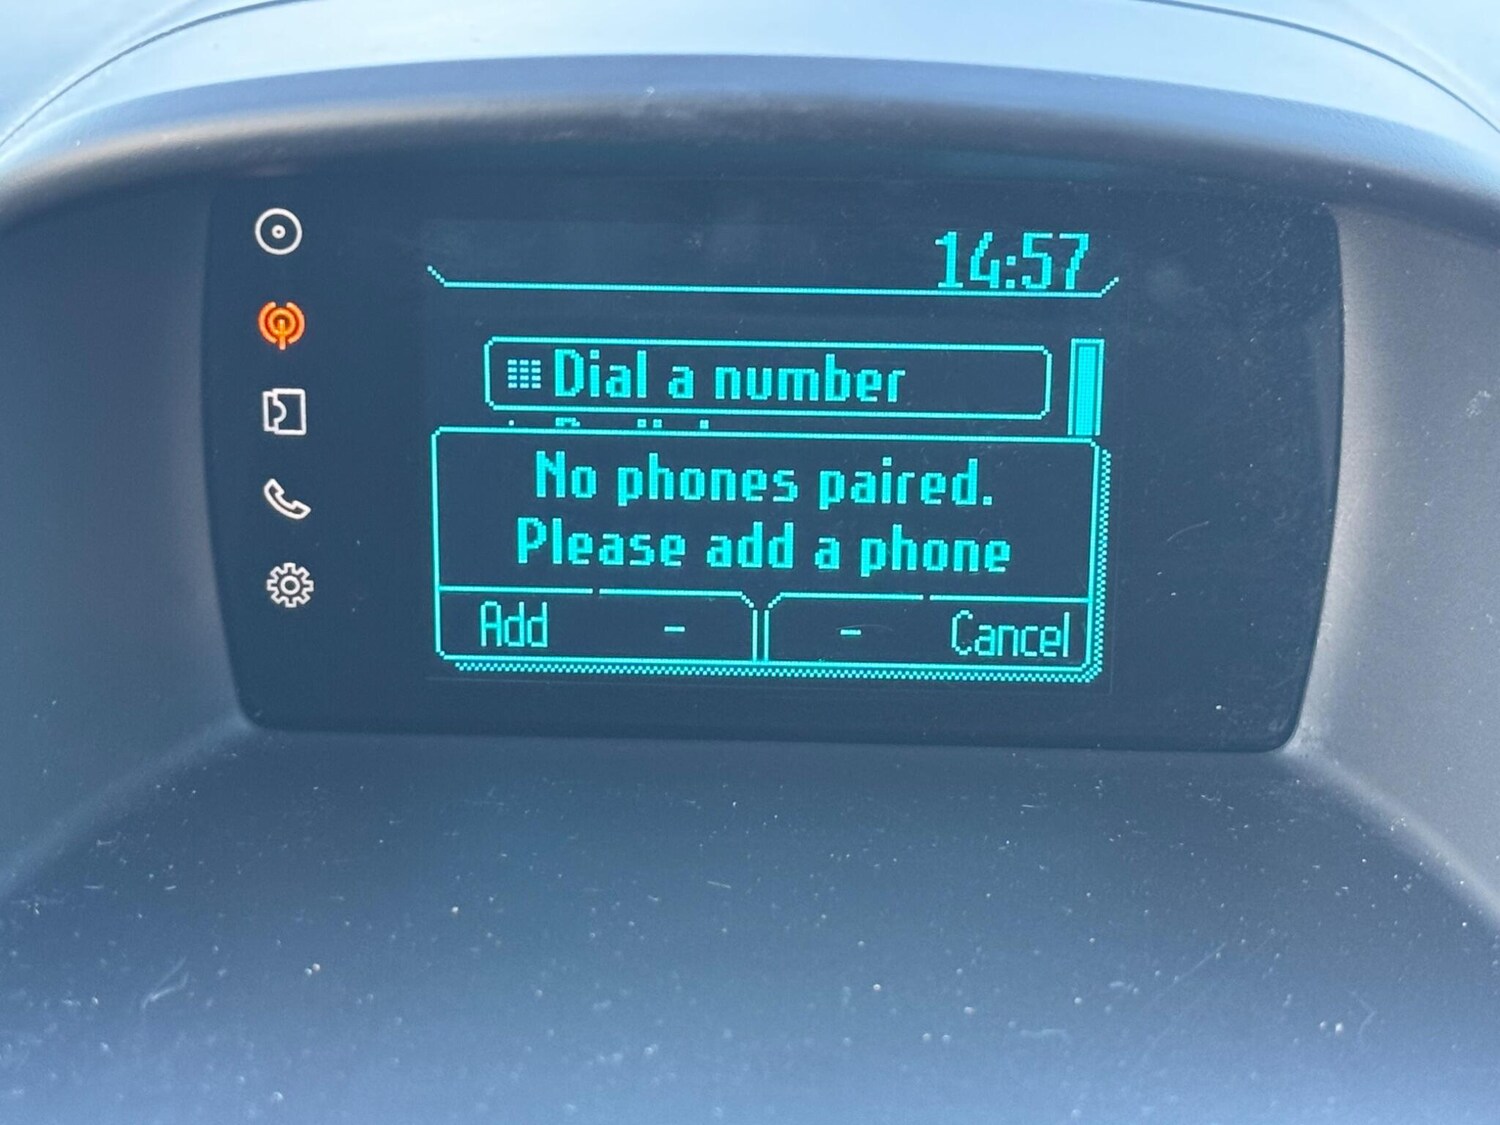 14:57
Dial a number
No phones paired.
Please add a phone
Add - - Cancel